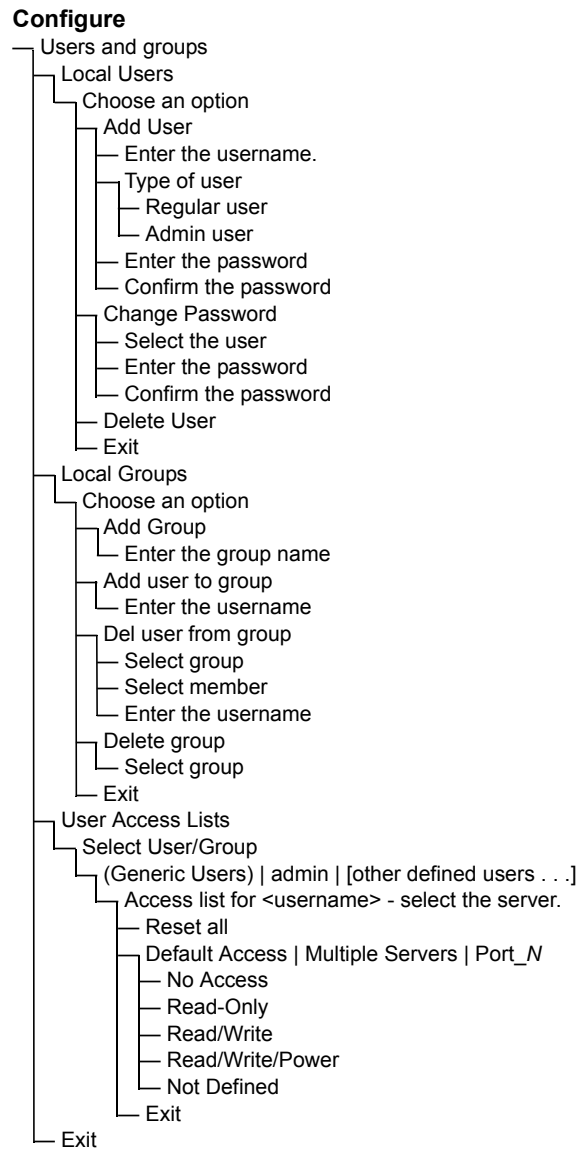 Configure
Users and groups
Local Users
Choose an option
Add User
Enter the username.
Type of user
Regular user
Admin user
Enter the password
Confirm the password
Change Password
Select the user
Enter the password
Confirm the password
Delete User
Exit
Local Groups
Choose an option
Add Group
Enter the group name
Add user to group
Enter the username
Del user from group
Select group
Select member
Enter the username
Delete group
Select group
Exit
User Access Lists
Select User/Group
(Generic Users) | admin | [other defined users . . .]
Access list for <username> - select the server.
Reset all
Default Access | Multiple Servers | Port_N
No Access
Read-Only
Read/Write
Read/Write/Power
Not Defined
Exit
Exit